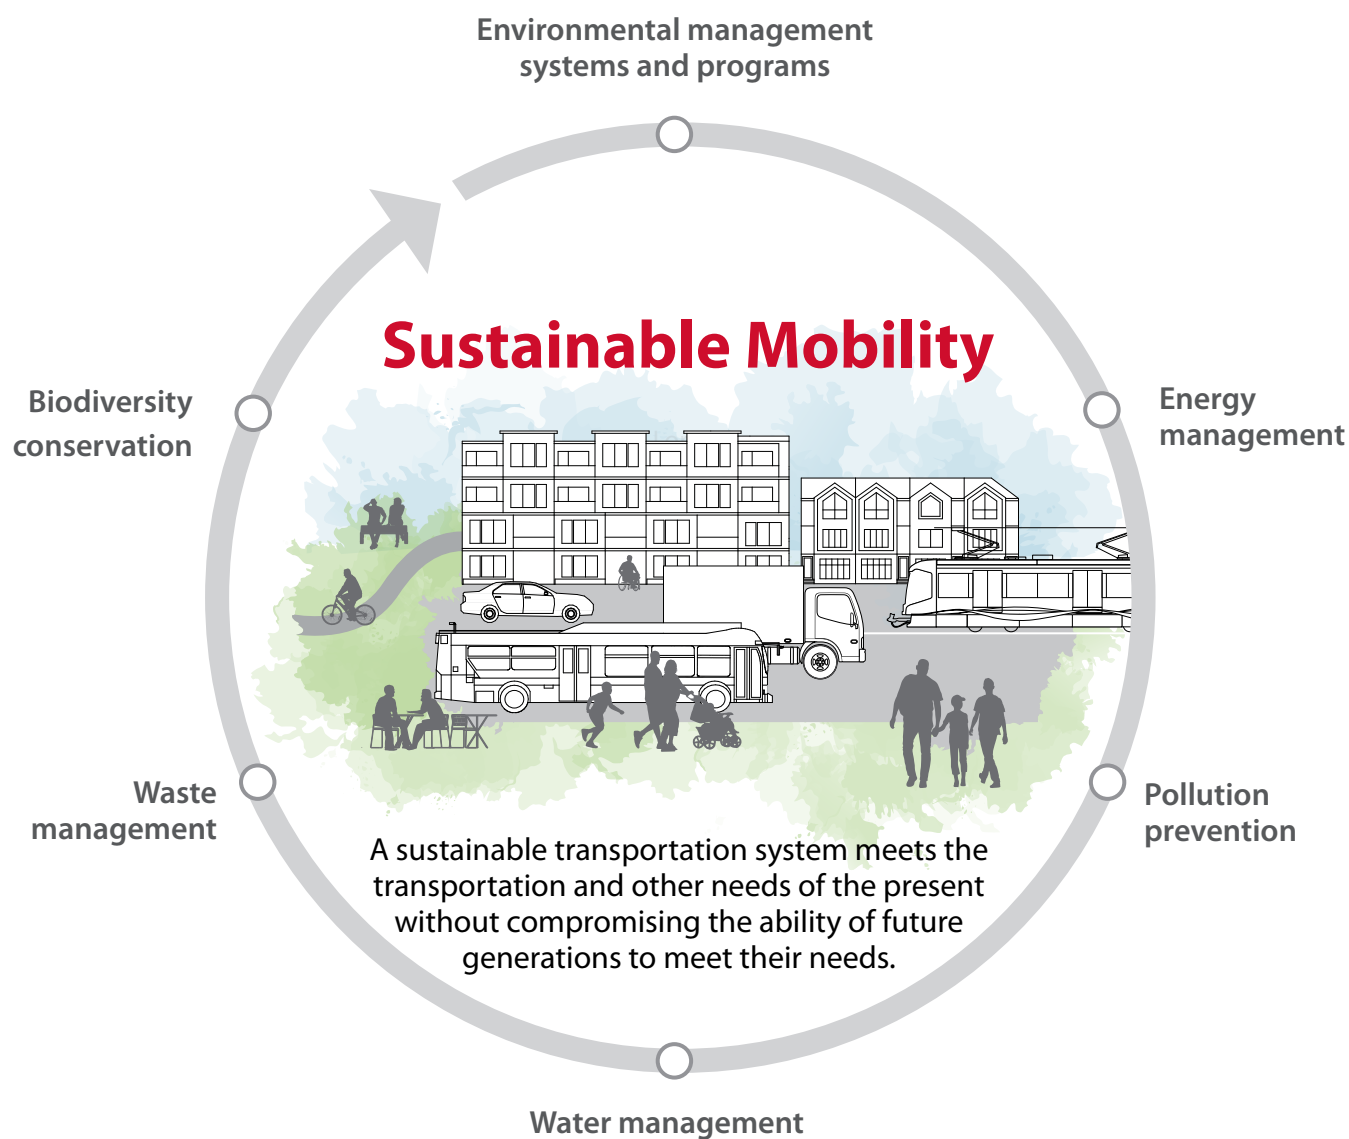 Environmental management
systems and programs
Sustainable Mobility
Biodiversity
conservation
Energy
management
Waste
management
Pollution
prevention
A sustainable transportation system meets the
transportation and other needs of the present
without compromising the ability of future
generations to meet their needs.
Water management